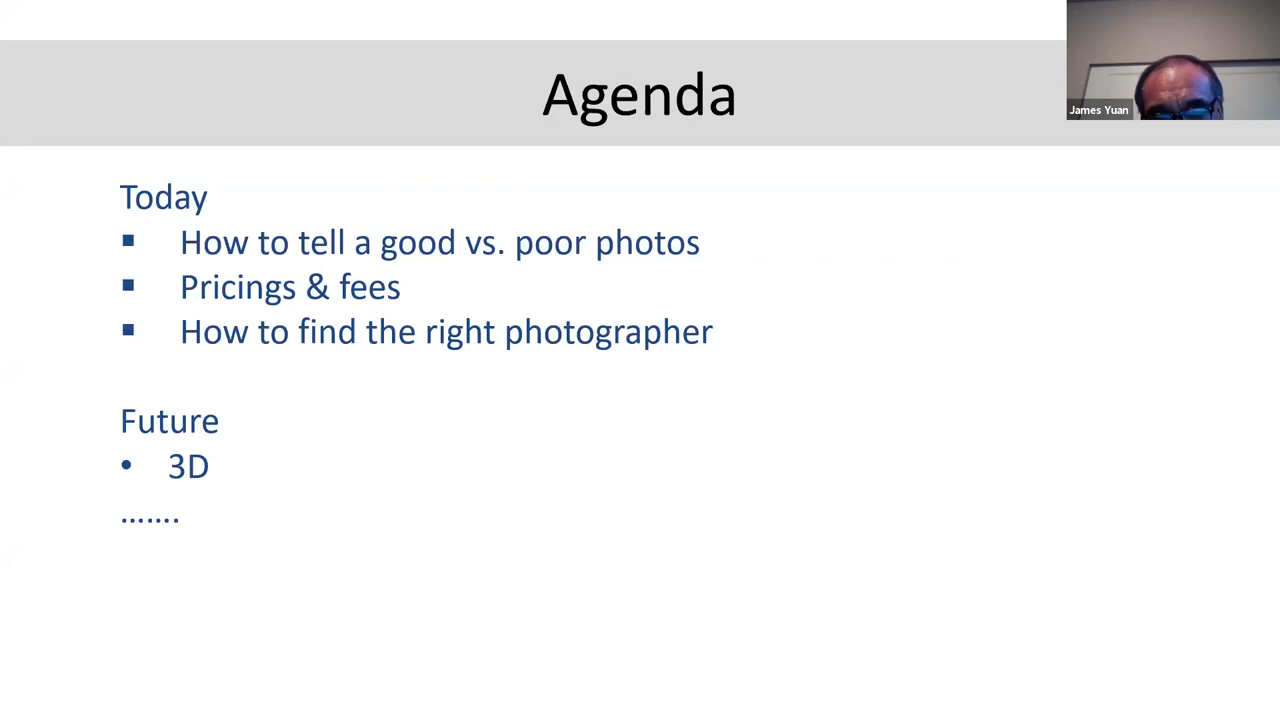 Agenda
James Yuan
Today
▪ How to tell a good vs. poor photos
▪ Pricings & fees
▪ How to find the right photographer
Future
• 3D
.......